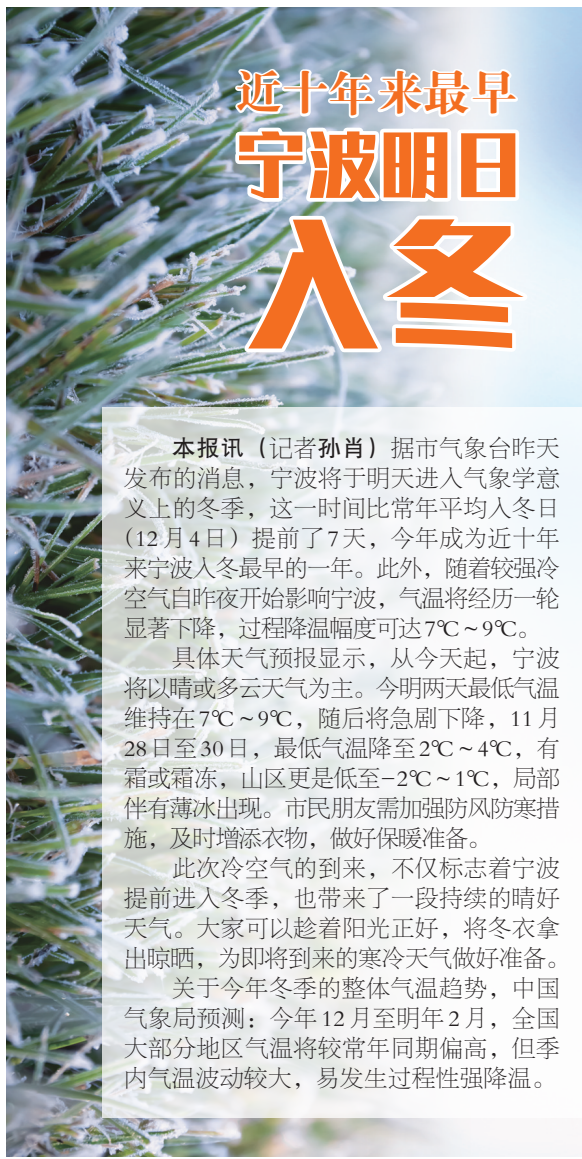 近十年来最早
宁波明日
入冬
本报讯（记者孙肖）据市气象台昨天
发布的消息，宁波将于明天进入气象学意
义上的冬季，这一时间比常年平均入冬日
（12月4日）提前了7天，今年成为近十年
来宁波入冬最早的一年。此外，随着较强冷
空气自昨夜开始影响宁波，气温将经历一轮
显著下降，过程降温幅度可达7℃~9℃。
具体天气预报显示，从今天起，宁波
将以晴或多云天气为主。今明两天最低气温
维持在7℃~9℃，随后将急剧下降，11月
28日至30日，最低气温降至2℃~4℃，有
霜或霜冻，山区更是低至-2℃~1℃，局部
伴有薄冰出现。市民朋友需加强防风防寒措
施，及时增添衣物，做好保暖准备。
此次冷空气的到来，不仅标志着宁波
提前进入冬季，也带来了一段持续的晴好
天气。大家可以趁着阳光正好，将冬衣拿
出晾晒，为即将到来的寒冷天气做好准备。
关于今年冬季的整体气温趋势，中国
气象局预测：今年12月至明年2月，全国
大部分地区气温将较常年同期偏高，但季
内气温波动较大，易发生过程性强降温。